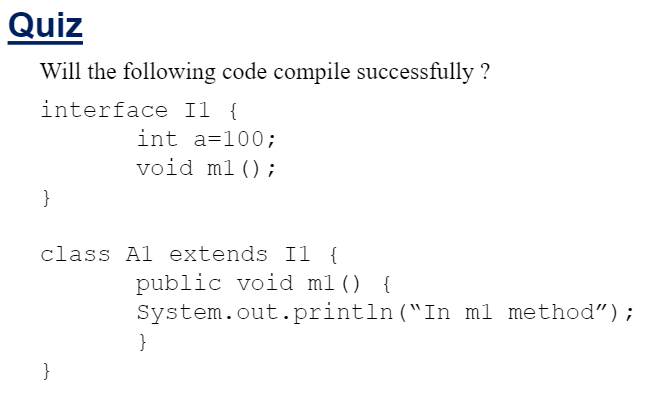 Quiz
Will the following code compile successfully ?
interface I1 {
int a=100;
void m1();
}
class A1 extends I1 {
public void m1() {
System.out.println(“In m1 method”);
}
}